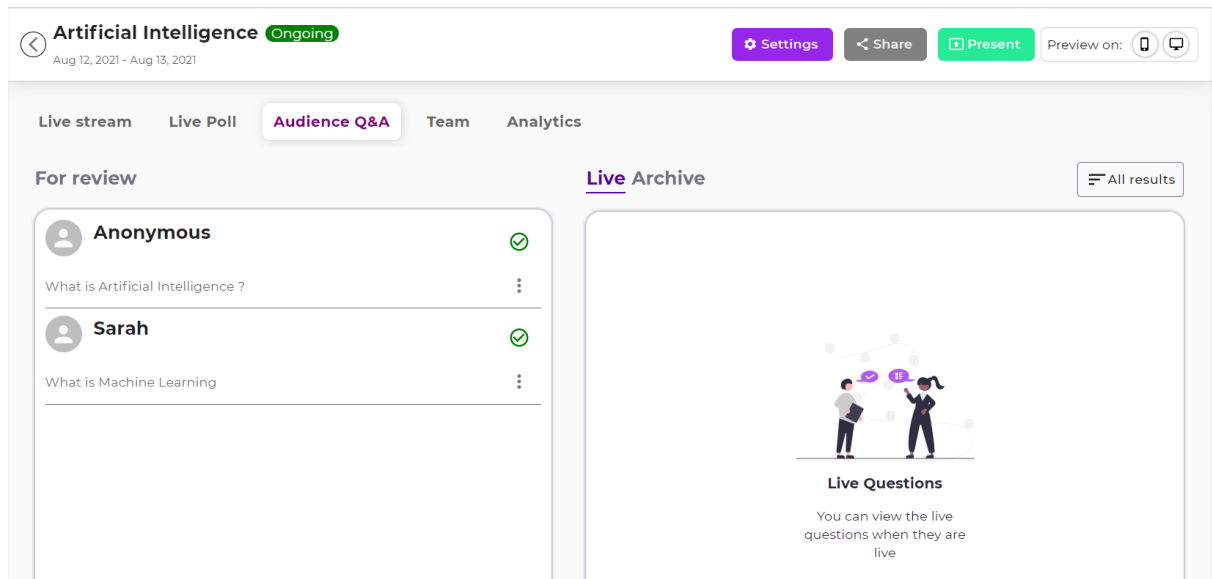 Artificial Intelligence Ongoing
Aug 12, 2021 - Aug 13, 2021
Settings
Share
Present
Preview on:
Live stream
Live Poll
Audience Q&A
Team
Analytics
For review
Anonymous
What is Artificial Intelligence ?
Sarah
What is Machine Learning
Live Archive
All results
Live Questions
You can view the live
questions when they are
live